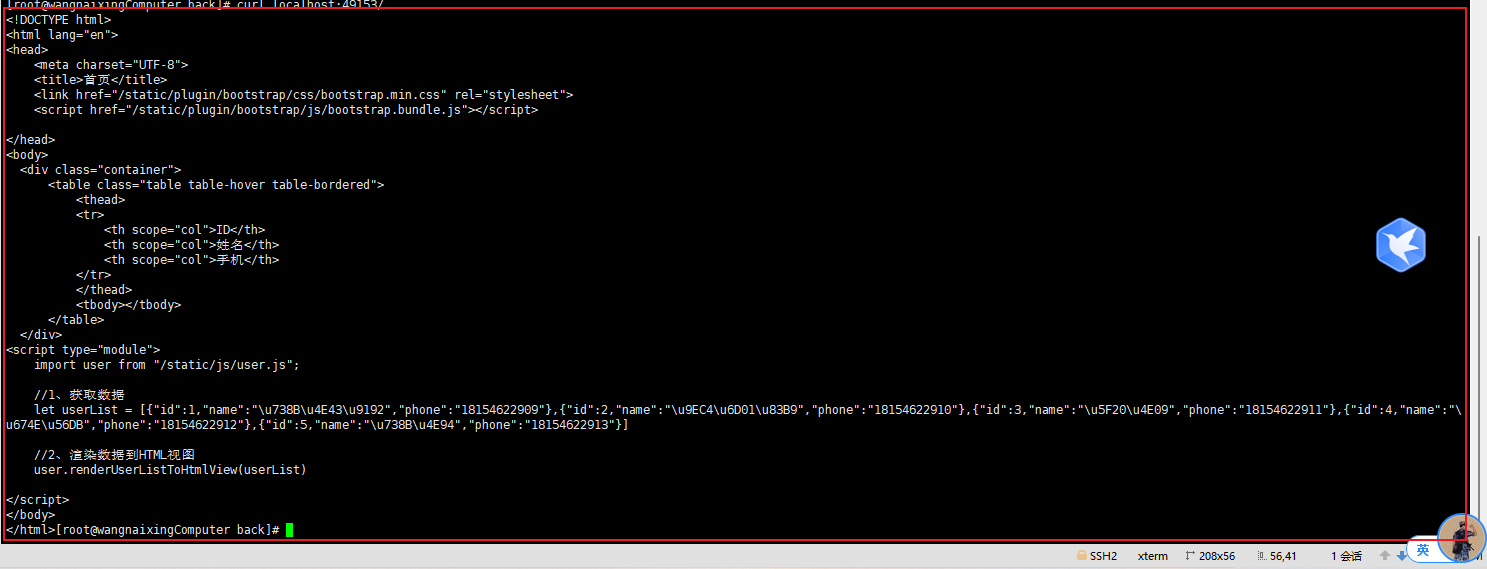 [root@wangnaixingComputer back]# curl localhost:49153/
<!DOCTYPE html>
<html lang="en">
<head>
    <meta charset="UTF-8">
    <title>首页</title>
    <link href="/static/plugin/bootstrap/css/bootstrap.min.css" rel="stylesheet">
    <script href="/static/plugin/bootstrap/js/bootstrap.bundle.js"></script>

</head>
<body>
  <div class="container">
      <table class="table table-hover table-bordered">
          <thead>
          <tr>
              <th scope="col">ID</th>
              <th scope="col">姓名</th>
              <th scope="col">手机</th>
          </tr>
          </thead>
          <tbody></tbody>
      </table>
  </div>
<script type="module">
    import user from "/static/js/user.js";

    //1、获取数据
    let userList = [{"id":1,"name":"\u738B\u4E43\u9192","phone":"18154622909"},{"id":2,"name":"\u9EC4\u6D01\u83B9","phone":"18154622910"},{"id":3,"name":"\u5F20\u4E09","phone":"18154622911"},{"id":4,"name":"\
u674E\u56DB","phone":"18154622912"},{"id":5,"name":"\u738B\u4E94","phone":"18154622913"}]

    //2、渲染数据到HTML视图
    user.renderUserListToHtmlView(userList)

</script>
</body>
</html>[root@wangnaixingComputer back]#
SSH2 xterm 208x56 56,41 1 会话
英